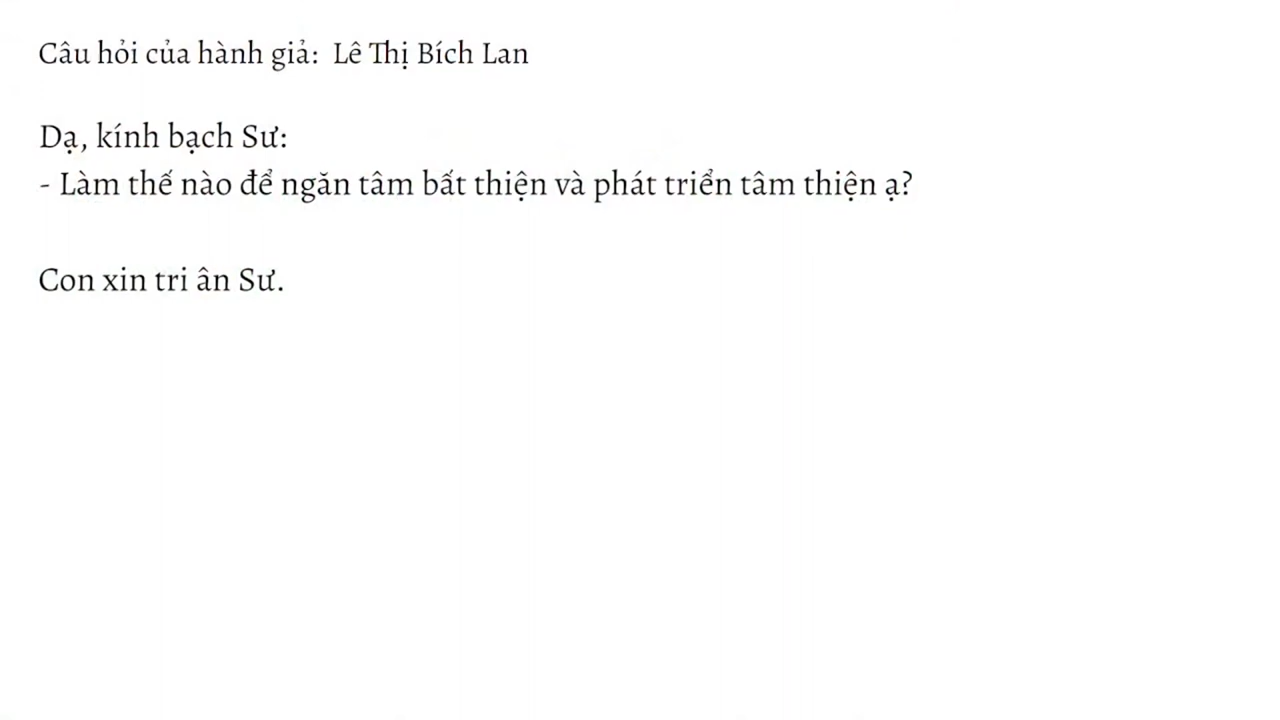 Câu hỏi của hành giả: Lê Thị Bích Lan
Dạ, kính bạch Sư:
- Làm thế nào để ngăn tâm bất thiện và phát triển tâm thiện ạ?
Con xin tri ân Sư.